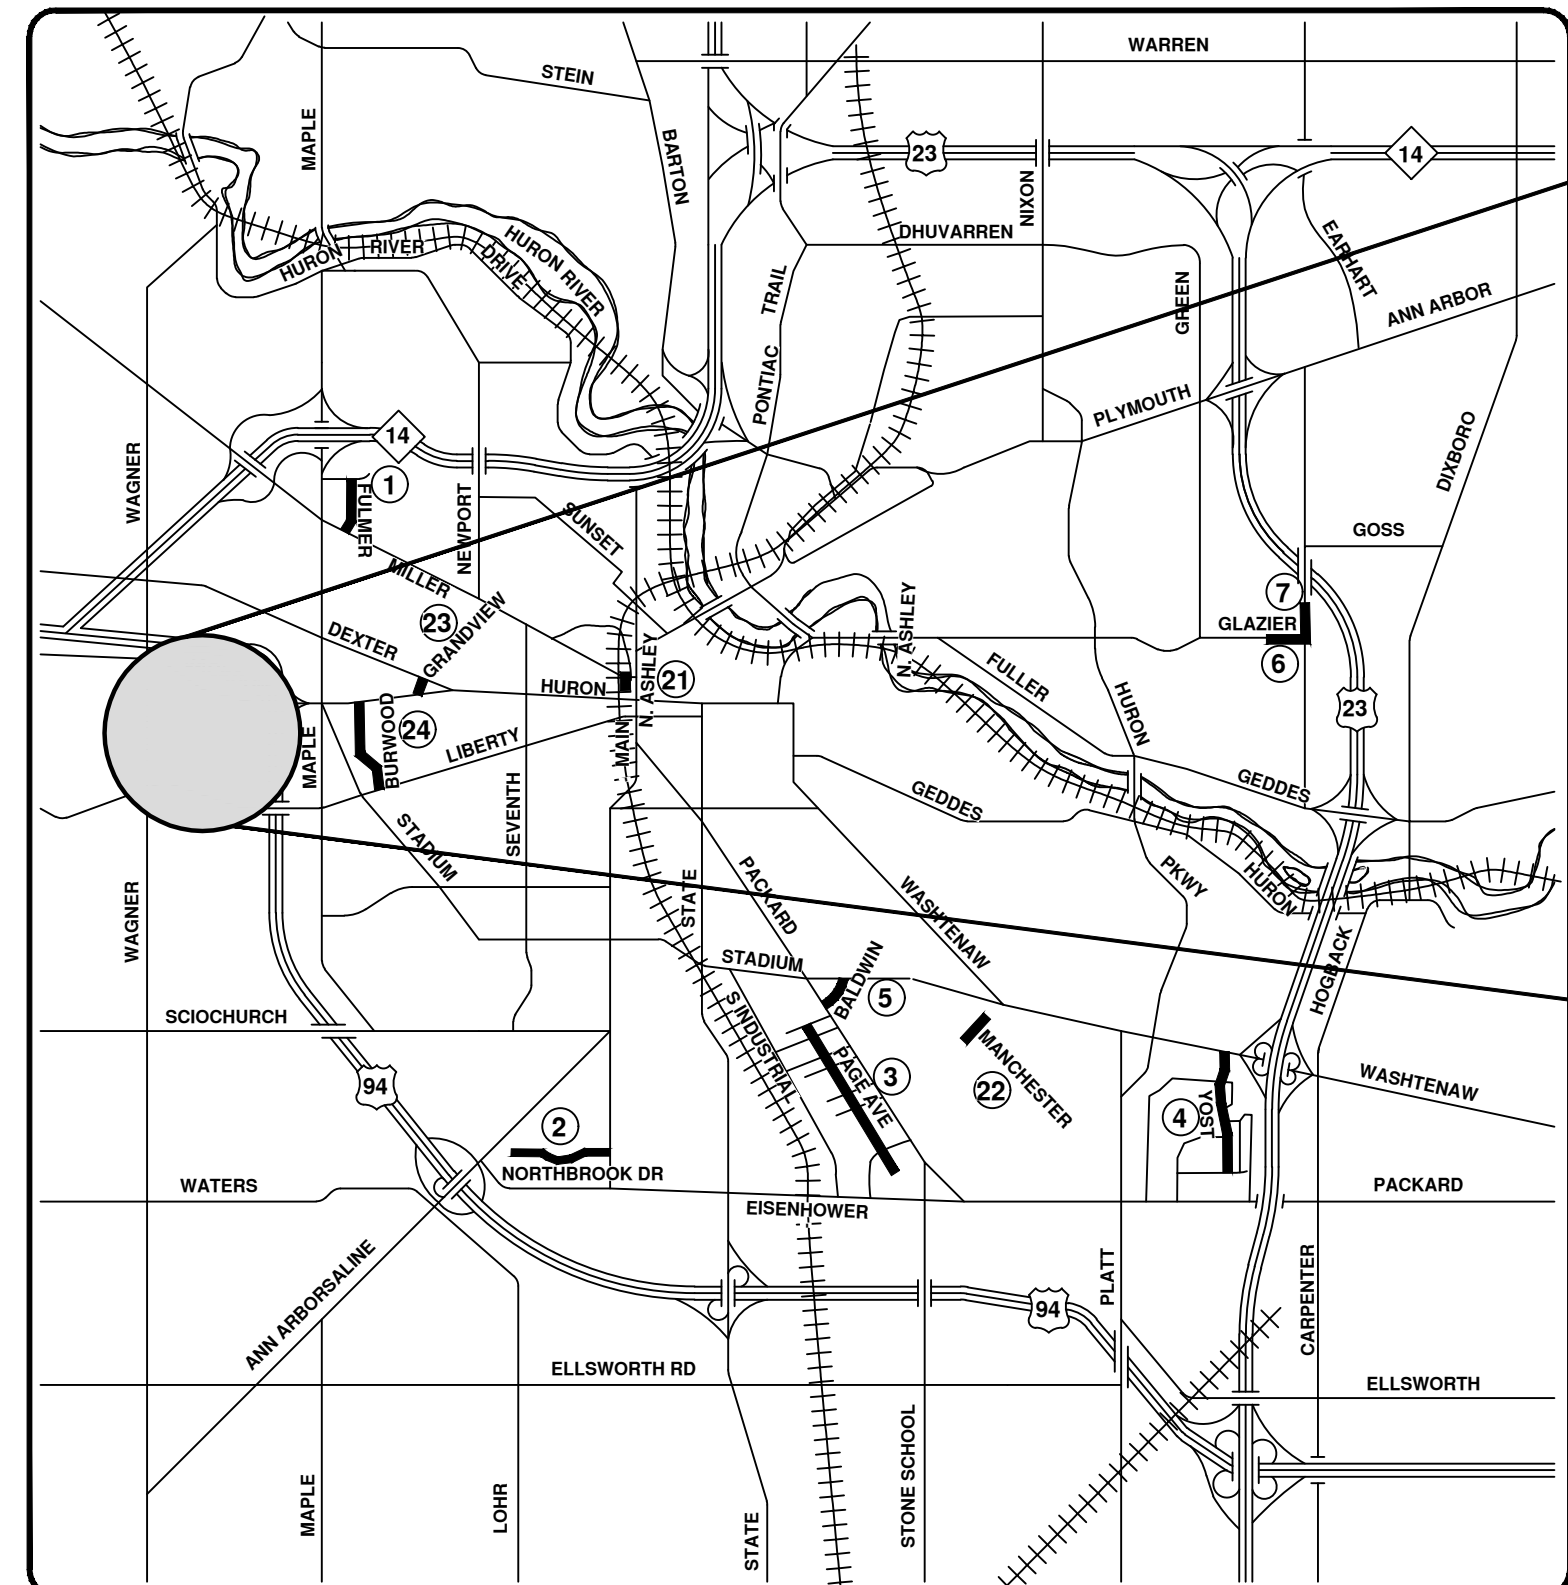 WARREN
STEIN
MAPLE
BARTON
23
14
NIXON
DHUVARREN
EARHART
HURON
RIVER
DRIVE
HURON RIVER
PONTIAC
TRAIL
GREEN
ANN ARBOR
PLYMOUTH
DIXBORO
WAGNER
14
1
FULMER
NEWPORT
SUNSET
GOSS
MILLER
23
GRANDVIEW
DEXTER
7
GLAZIER
6
N. ASHLEY
N. ASHLEY
21
HURON
FULLER
HURON
23
BURWOOD
24
MAPLE
LIBERTY
MAIN
SEVENTH
STADIUM
GEDDES
GEDDES
WAGNER
STATE
PACKARD
WASHTENAW
PKWY
HURON
STADIUM
BALDWIN
5
HOGBACK
SCIOCHURCH
S INDUSTRIAL
PAGE AVE
3
MANCHESTER
22
YOST
4
WASHTENAW
94
2
NORTHBROOK DR
WATERS
PACKARD
EISENHOWER
ANN ARBORSALINE
PLATT
CARPENTER
94
ELLSWORTH RD
ELLSWORTH
MAPLE
LOHR
STATE
STONE SCHOOL